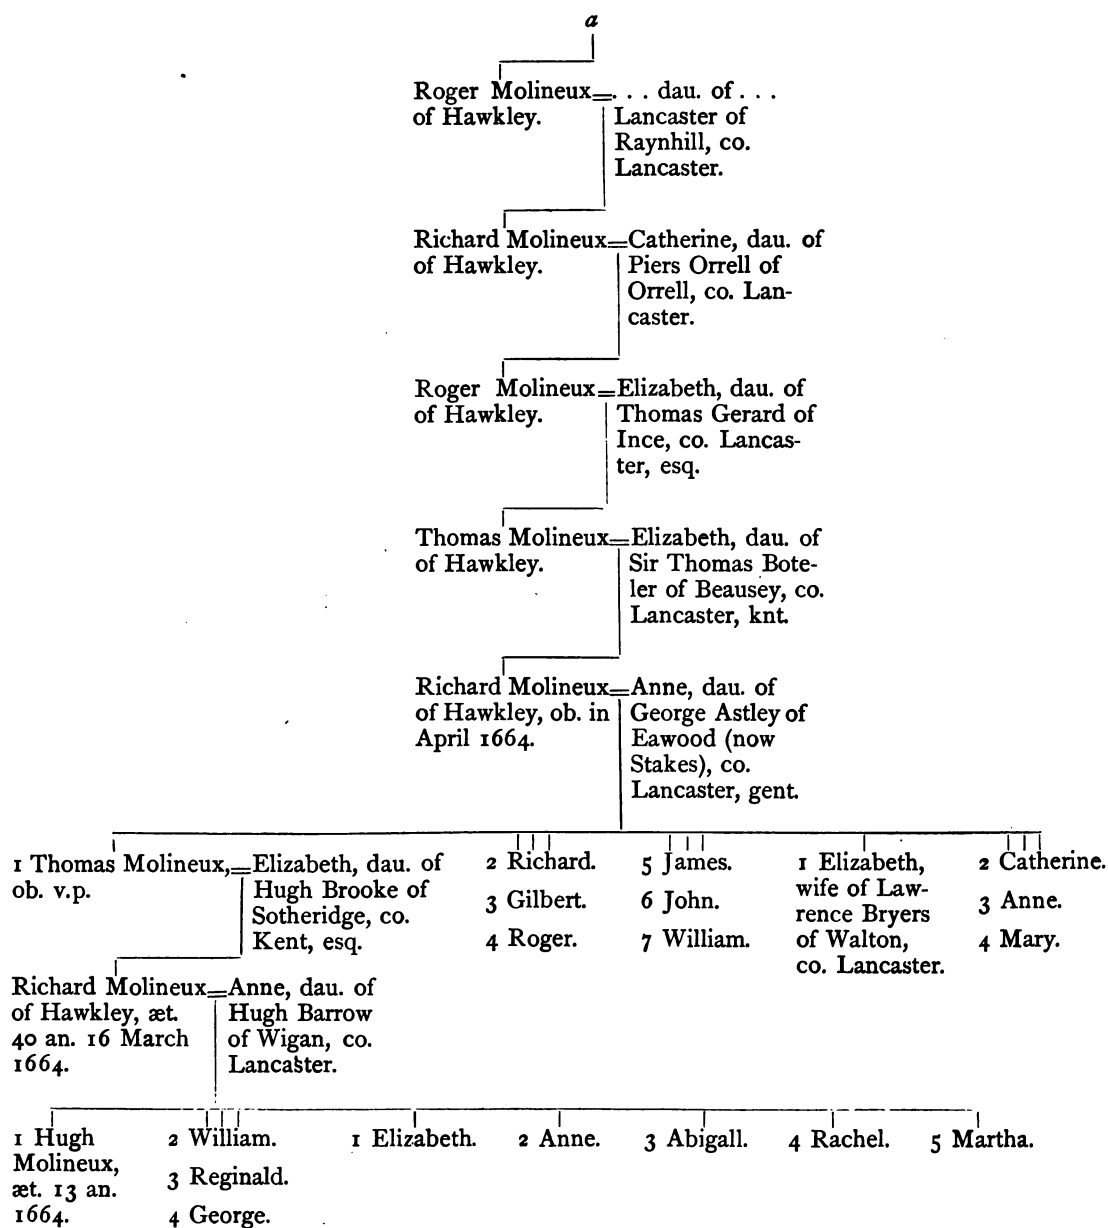 a
Roger Molineux=. . . dau. of . . .
of Hawkley.
Lancaster of
Raynhill, co.
Lancaster.
Richard Molineux=Catherine, dau. of
of Hawkley.
Piers Orrell of
Orrell, co. Lan-
caster.
Roger Molineux=Elizabeth, dau. of
of Hawkley.
Thomas Gerard of
Ince, co. Lancas-
ter, esq.
Thomas Molineux=Elizabeth, dau. of
of Hawkley.
Sir Thomas Bote-
ler of Beausey, co.
Lancaster, knt.
Richard Molineux=Anne, dau. of
of Hawkley, ob. in
April 1664.
George Astley of
Eawood (now
Stakes), co.
Lancaster, gent.
1 Thomas Molineux,=Elizabeth, dau. of
ob. v.p.
Hugh Brooke of
Sotheridge, co.
Kent, esq.
2 Richard.
3 Gilbert.
4 Roger.
5 James.
6 John.
7 William.
1 Elizabeth,
wife of Law-
rence Bryers
of Walton,
co. Lancaster.
2 Catherine.
3 Anne.
4 Mary.
Richard Molineux=Anne, dau. of
of Hawkley, æt.
40 an. 16 March
1664.
Hugh Barrow
of Wigan, co.
Lancaster.
1 Hugh
Molineux,
æt. 13 an.
1664.
2 William.
3 Reginald.
4 George.
1 Elizabeth.
2 Anne.
3 Abigall.
4 Rachel.
5 Martha.